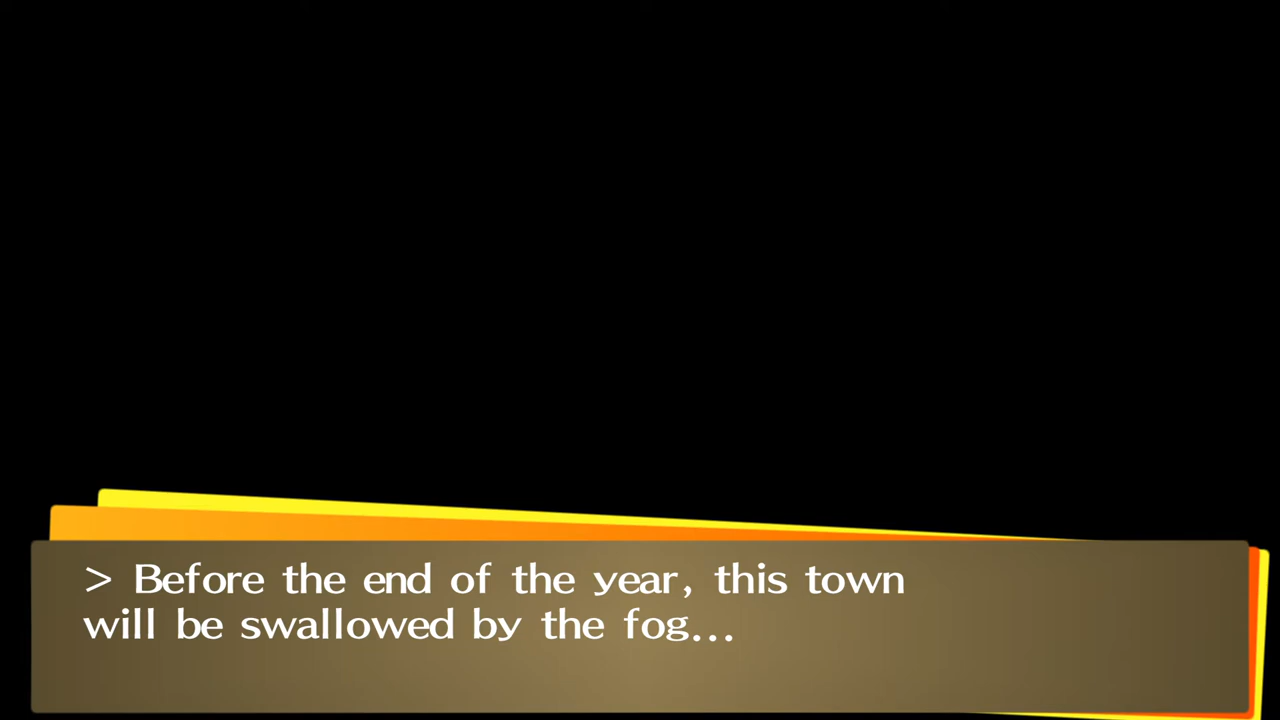 > Before the end of the year, this town
will be swallowed by the fog...